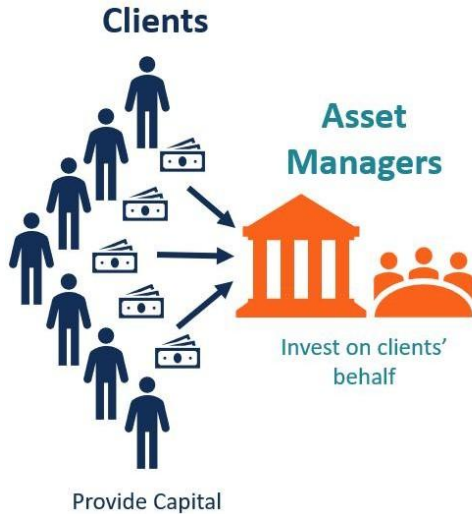 Clients
Asset
Managers
Invest on clients'
behalf
Provide Capital